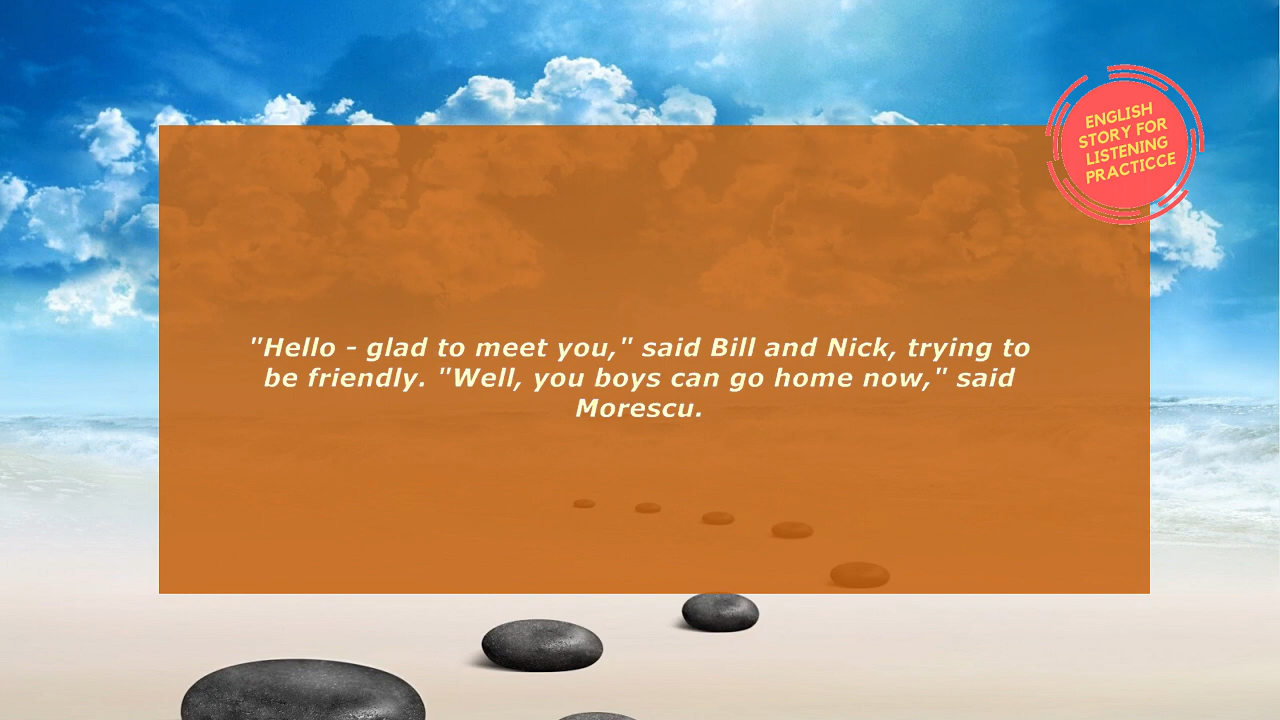 ENGLISH
STORY FOR
LISTENING
PRACTICCE
"Hello - glad to meet you," said Bill and Nick, trying to
be friendly. "Well, you boys can go home now," said
Morescu.